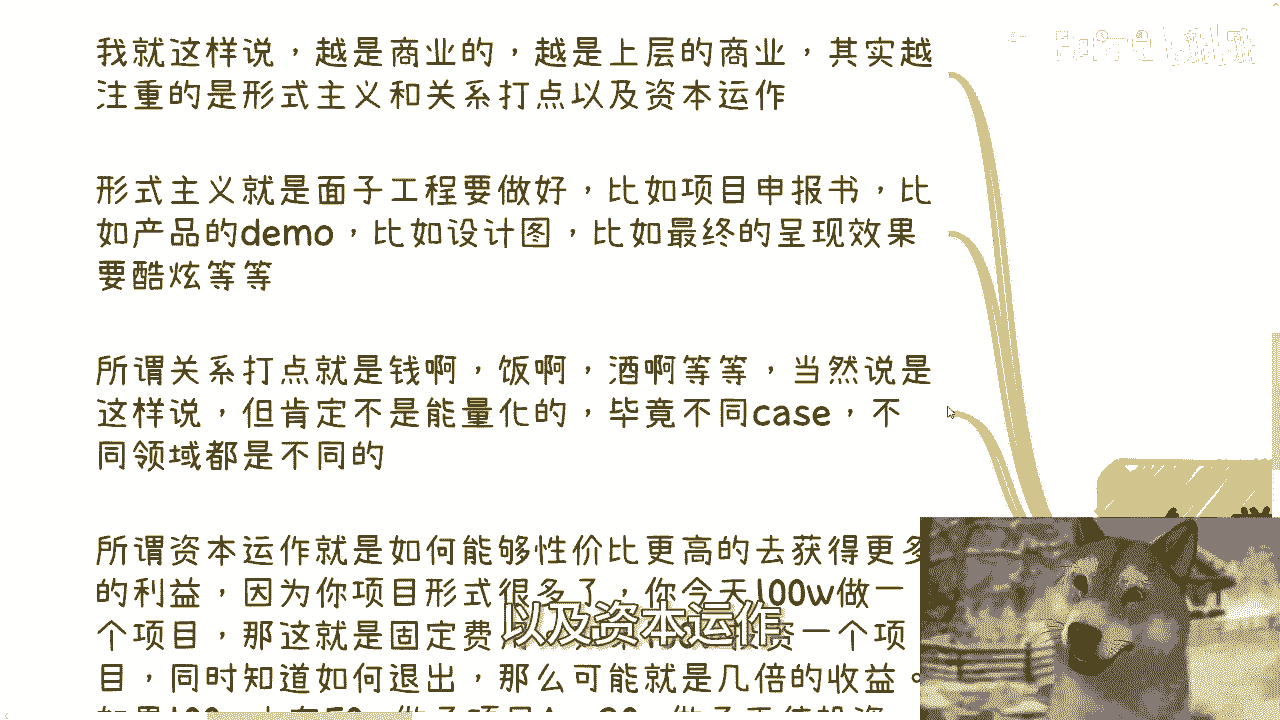 我就这样说，越是商业的，越是上层的商业，其实越
注重的是形式主义和关系打点以及资本运作
形式主义就是面子工程要做好，比如项目申报书，比
如产品的demo，比如设计图，比如最终的呈现效果
要酷炫等等
所谓关系打点就是钱啊，饭啊，酒啊等等，当然说是
这样说，但肯定不是能量化的，毕竟不同case，不
同领域都是不同的
所谓资本运作就是如何能够性价比更高的去获得更多
的利益，因为你项目形式很多了，你今天100w做一
个项目，那这就是固定费
资一个项
目，同时知道如何退出，那么可能就是几倍的收益。
以及资本运作